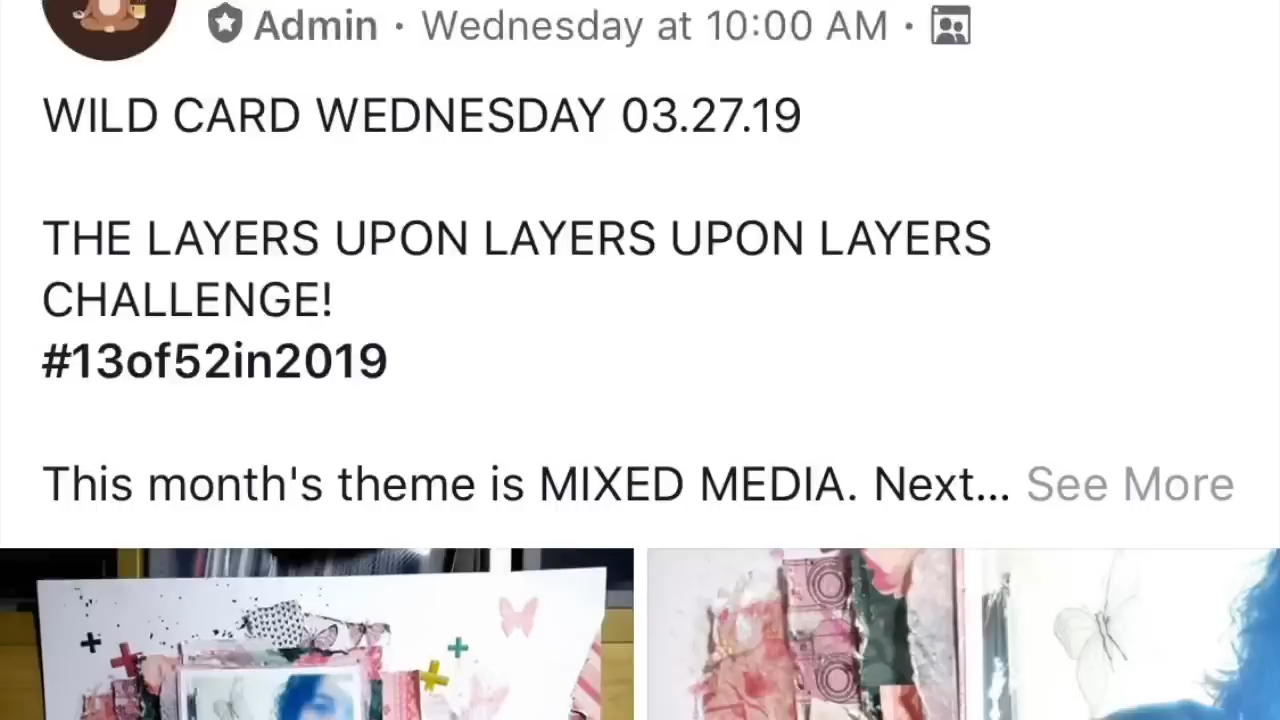 Admin · Wednesday at 10:00 AM ·
WILD CARD WEDNESDAY 03.27.19
THE LAYERS UPON LAYERS UPON LAYERS
CHALLENGE!
#13of52in2019
This month's theme is MIXED MEDIA. Next... See More